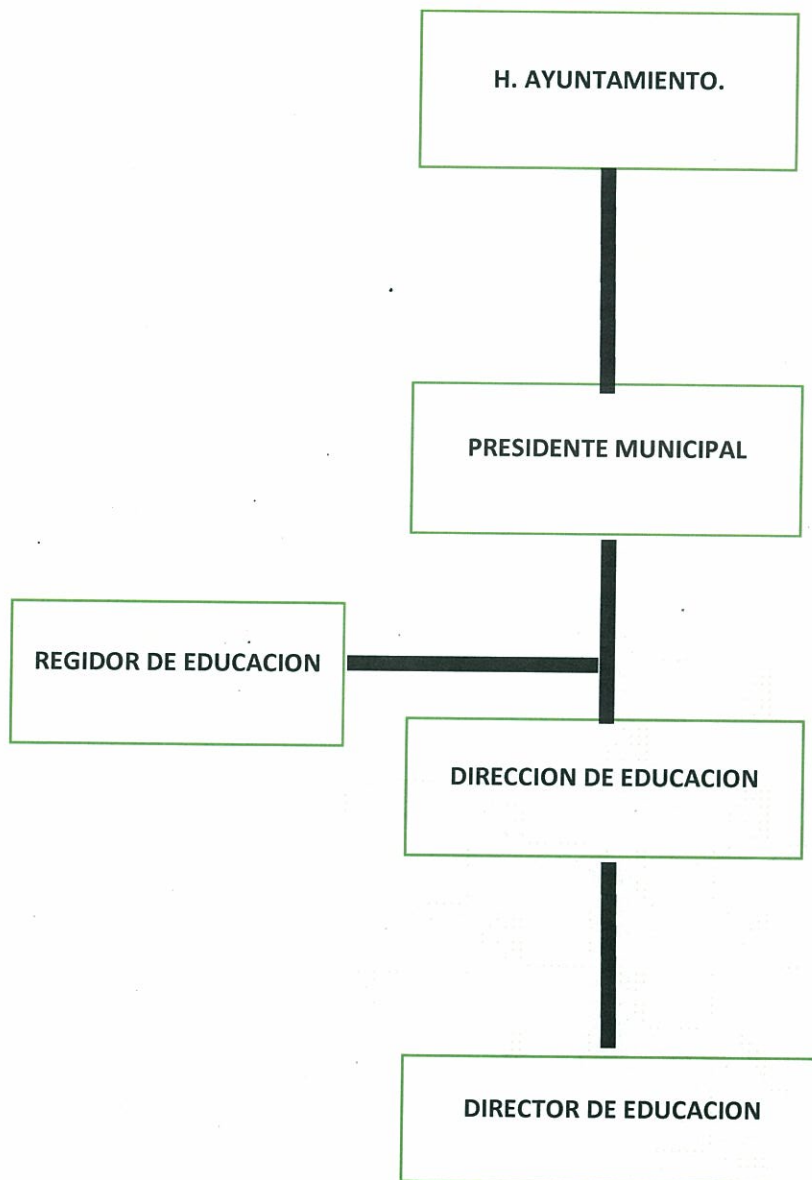 H. AYUNTAMIENTO.
PRESIDENTE MUNICIPAL
REGIDOR DE EDUCACION
DIRECCION DE EDUCACION
DIRECTOR DE EDUCACION